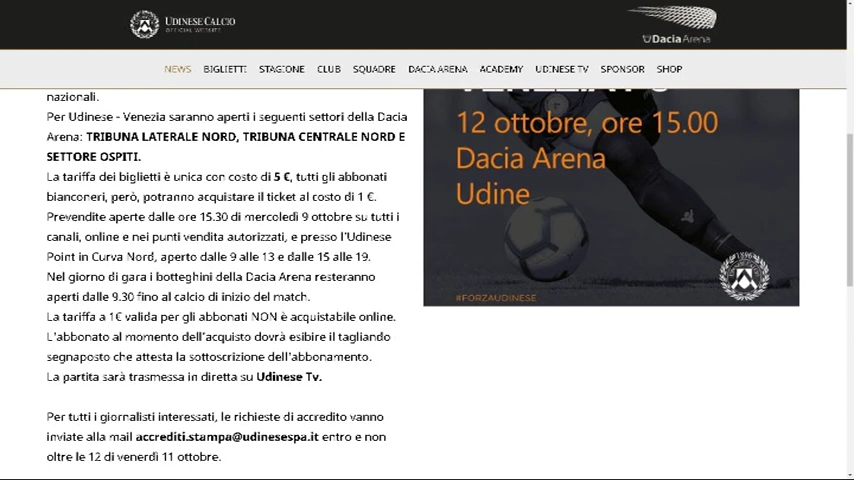 UDINESE CALCIO
OFFICIAL WEBSITE
Dacia Arena
NEWS BIGLIETTI STAGIONE CLUB SQUADRE DACIA ARENA ACADEMY UDINESE TV SPONSOR SHOP
nazionali.
Per Udinese - Venezia saranno aperti i seguenti settori della Dacia
Arena: TRIBUNA LATERALE NORD, TRIBUNA CENTRALE NORD E
SETTORE OSPITI.
La tariffa dei biglietti è unica con costo di 5 €, tutti gli abbonati
bianconeri, però, potranno acquistare il ticket al costo di 1 €.
Prevendite aperte dalle ore 15.30 di mercoledì 9 ottobre su tutti i
canali, online e nei punti vendita autorizzati, e presso l'Udinese
Point in Curva Nord, aperto dalle 9 alle 13 e dalle 15 alle 19.
Nel giorno di gara i botteghini della Dacia Arena resteranno
aperti dalle 9.30 fino al calcio di inizio del match.
La tariffa a 1€ valida per gli abbonati NON è acquistabile online.
L'abbonato al momento dell'acquisto dovrà esibire il tagliando
segnaposto che attesta la sottoscrizione dell'abbonamento.
La partita sarà trasmessa in diretta su Udinese Tv.
Per tutti i giornalisti interessati, le richieste di accredito vanno
inviate alla mail accrediti.stampa@udinesespa.it entro e non
oltre le 12 di venerdì 11 ottobre.
12 ottobre, ore 15.00
Dacia Arena
Udine
#FORZAUDINESE